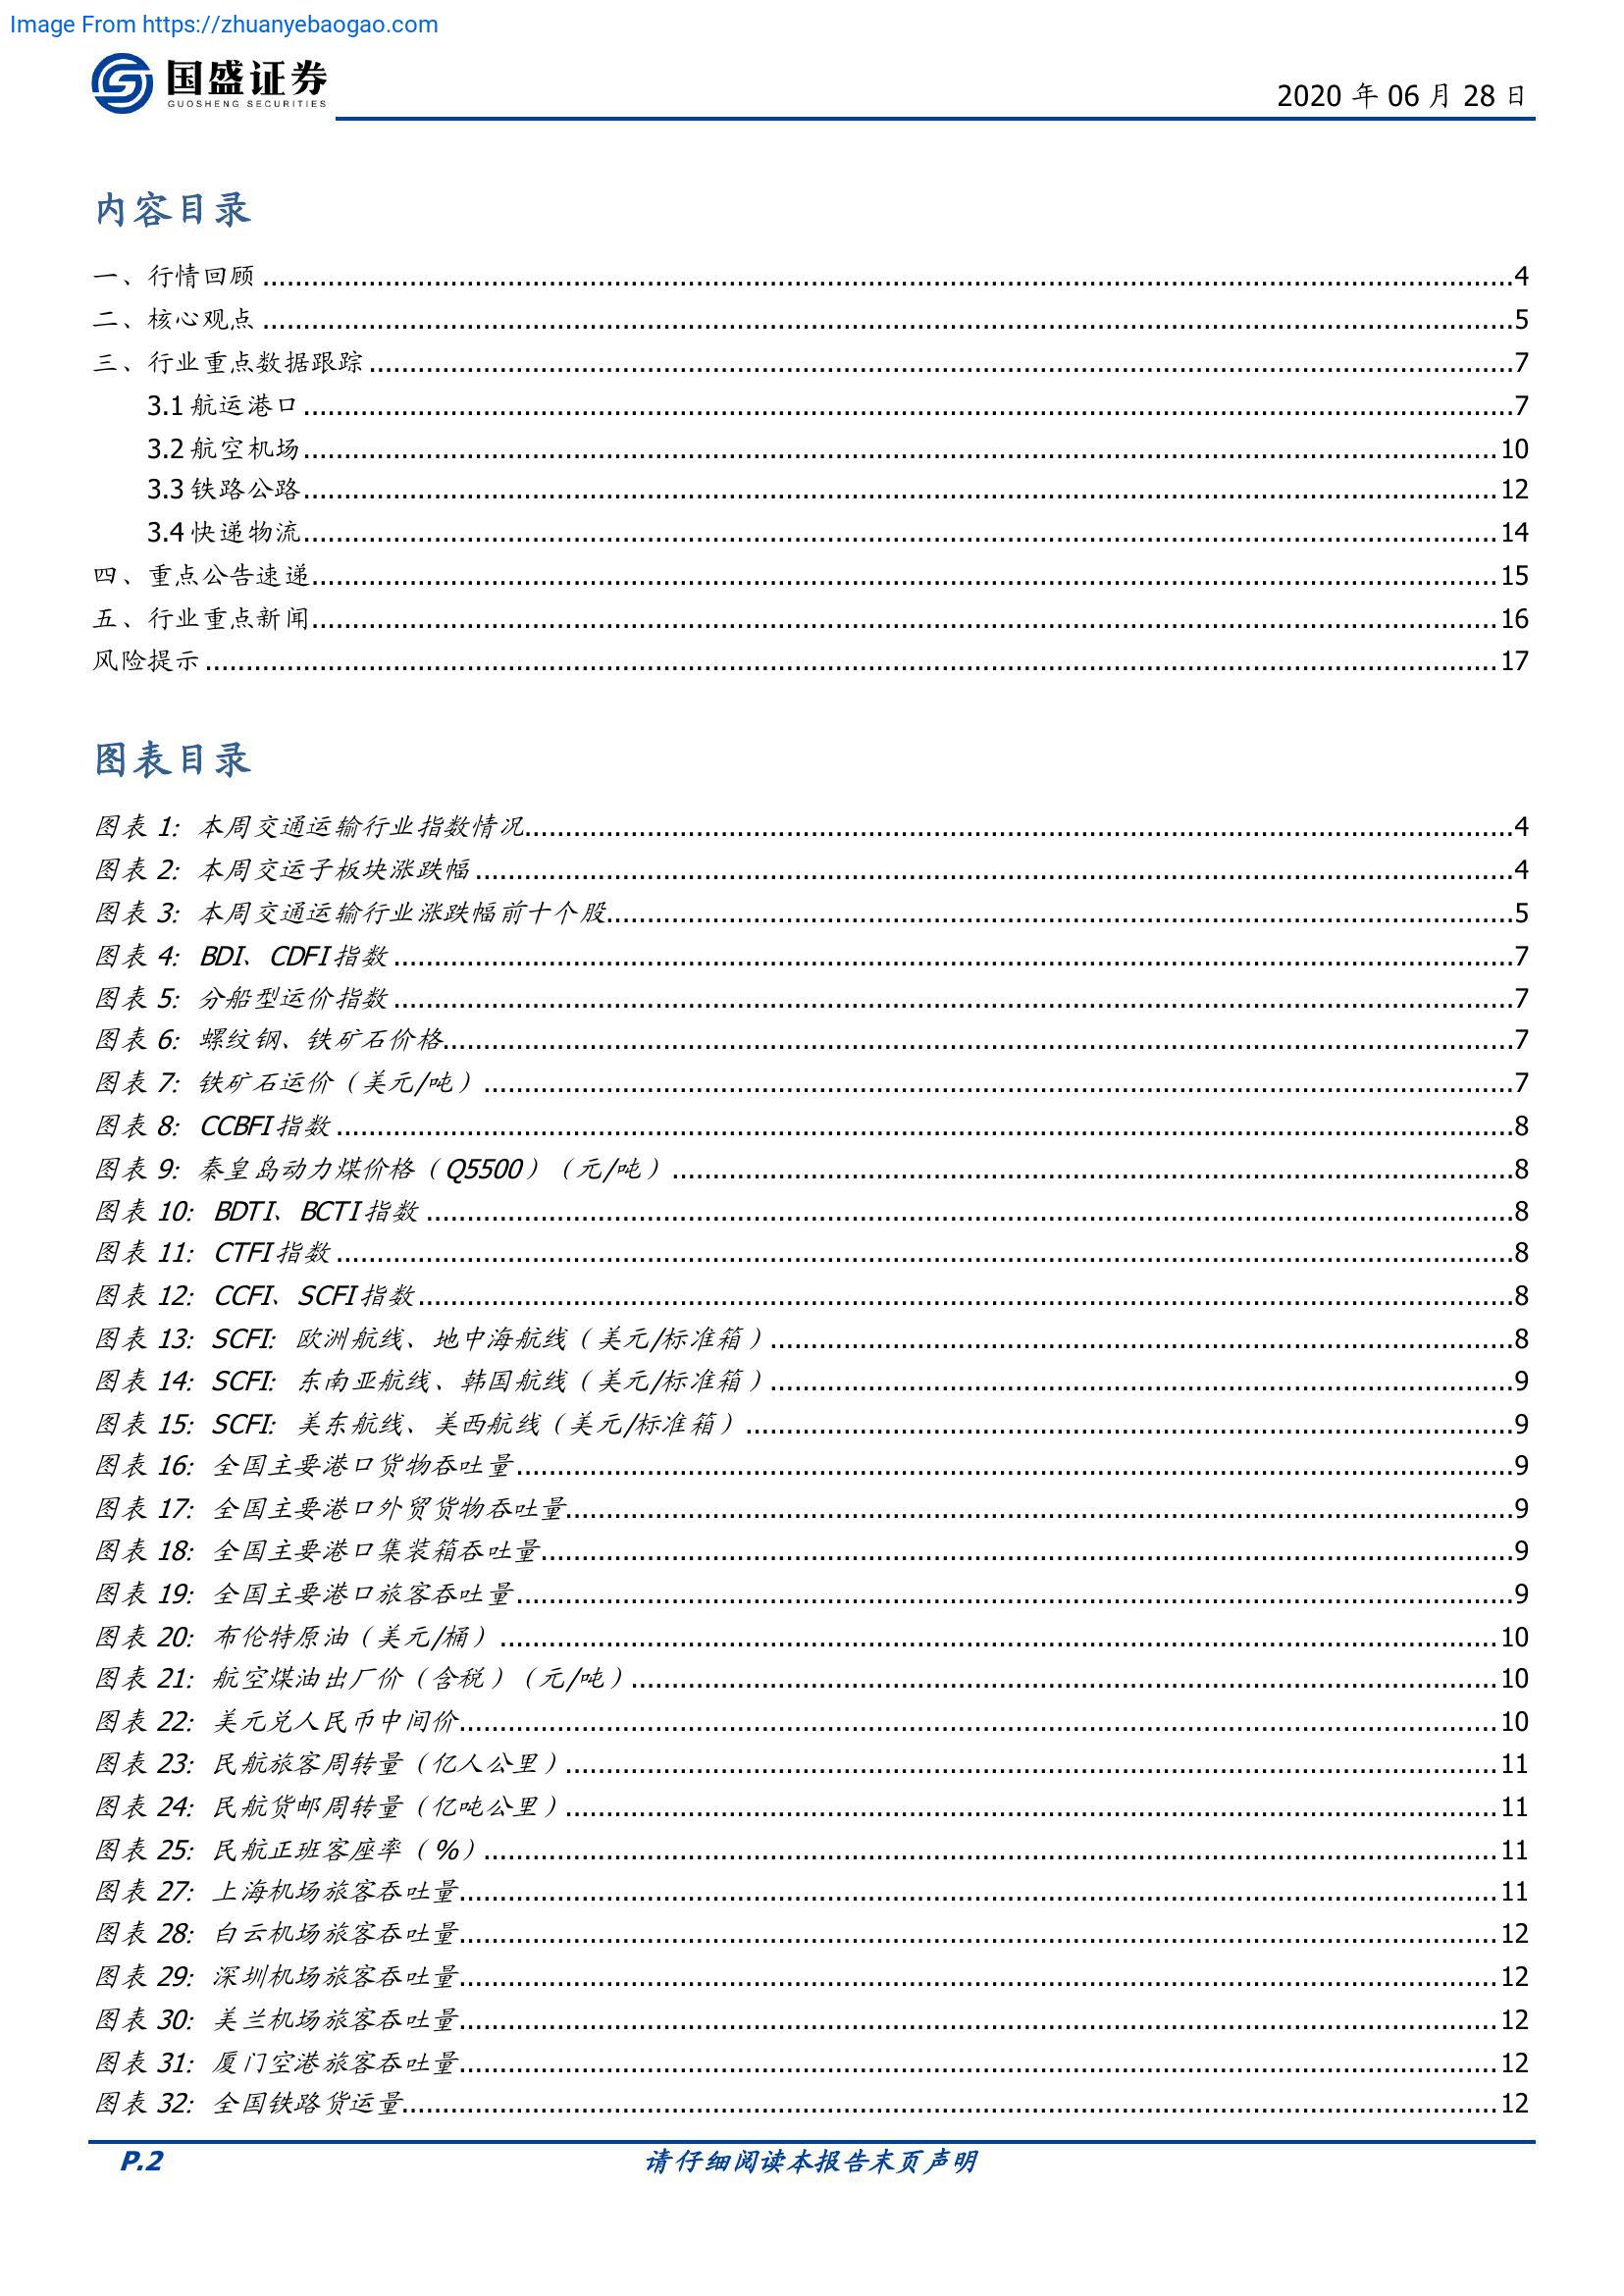 Image From https://zhuanyebaogao.com
国盛证券
GUOSHENG SECURITIES
2020 年 06 月 28 日
内容目录
一、行情回顾 ........ 4
二、核心观点 ........ 5
三、行业重点数据跟踪 ........ 7
3.1 航运港口 ........ 7
3.2 航空机场 ........ 10
3.3 铁路公路 ........ 12
3.4 快递物流 ........ 14
四、重点公告速递 ........ 15
五、行业重点新闻 ........ 16
风险提示 ........ 17
图表目录
图表 1: 本周交通运输行业指数情况 ........ 4
图表 2: 本周交运子板块涨跌幅 ........ 4
图表 3: 本周交通运输行业涨跌幅前十个股 ........ 5
图表 4: BDI、CDFI 指数 ........ 7
图表 5: 分船型运价指数 ........ 7
图表 6: 螺纹钢、铁矿石价格 ........ 7
图表 7: 铁矿石运价（美元/吨） ........ 7
图表 8: CCBFI 指数 ........ 8
图表 9: 秦皇岛动力煤价格（Q5500）（元/吨） ........ 8
图表 10: BDTI、BCTI 指数 ........ 8
图表 11: CTFI 指数 ........ 8
图表 12: CCFI、SCFI 指数 ........ 8
图表 13: SCFI: 欧洲航线、地中海航线（美元/标准箱） ........ 8
图表 14: SCFI: 东南亚航线、韩国航线（美元/标准箱） ........ 9
图表 15: SCFI: 美东航线、美西航线（美元/标准箱） ........ 9
图表 16: 全国主要港口货物吞吐量 ........ 9
图表 17: 全国主要港口外贸货物吞吐量 ........ 9
图表 18: 全国主要港口集装箱吞吐量 ........ 9
图表 19: 全国主要港口旅客吞吐量 ........ 9
图表 20: 布伦特原油（美元/桶） ........ 10
图表 21: 航空煤油出厂价（含税）（元/吨） ........ 10
图表 22: 美元兑人民币中间价 ........ 10
图表 23: 民航旅客周转量（亿人公里） ........ 11
图表 24: 民航货邮周转量（亿吨公里） ........ 11
图表 25: 民航正班客座率（%） ........ 11
图表 27: 上海机场旅客吞吐量 ........ 11
图表 28: 白云机场旅客吞吐量 ........ 12
图表 29: 深圳机场旅客吞吐量 ........ 12
图表 30: 美兰机场旅客吞吐量 ........ 12
图表 31: 厦门空港旅客吞吐量 ........ 12
图表 32: 全国铁路货运量 ........ 12
P.2 请仔细阅读本报告末页声明